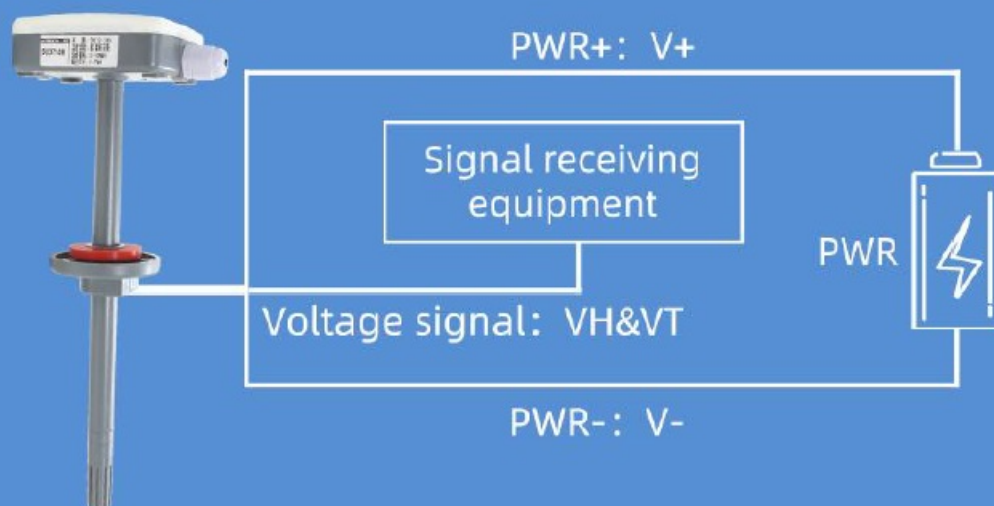 PWR+: V+
Signal receiving
equipment
PWR
Voltage signal: VH&VT
PWR-: V-